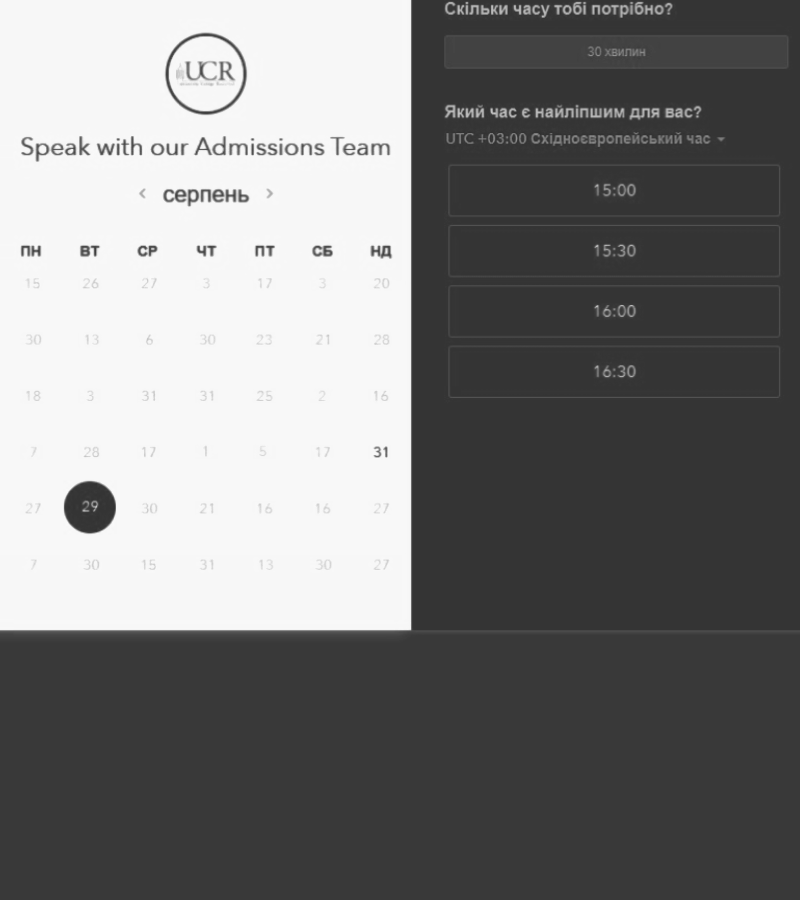 UCR
Speak with our Admissions Team
серпень
ПН ВТ СР ЧТ ПТ СБ НД
15 26 27 3 17 3 20
30 13 6 30 23 21 28
18 3 31 31 25 2 16
7 28 17 1 5 17 31
27 29 30 21 16 16 27
7 30 15 31 13 30 27
Скільки часу тобі потрібно?
30 хвилин
Який час є найліпшим для вас?
UTC +03:00 Східноєвропейський час
15:00
15:30
16:00
16:30